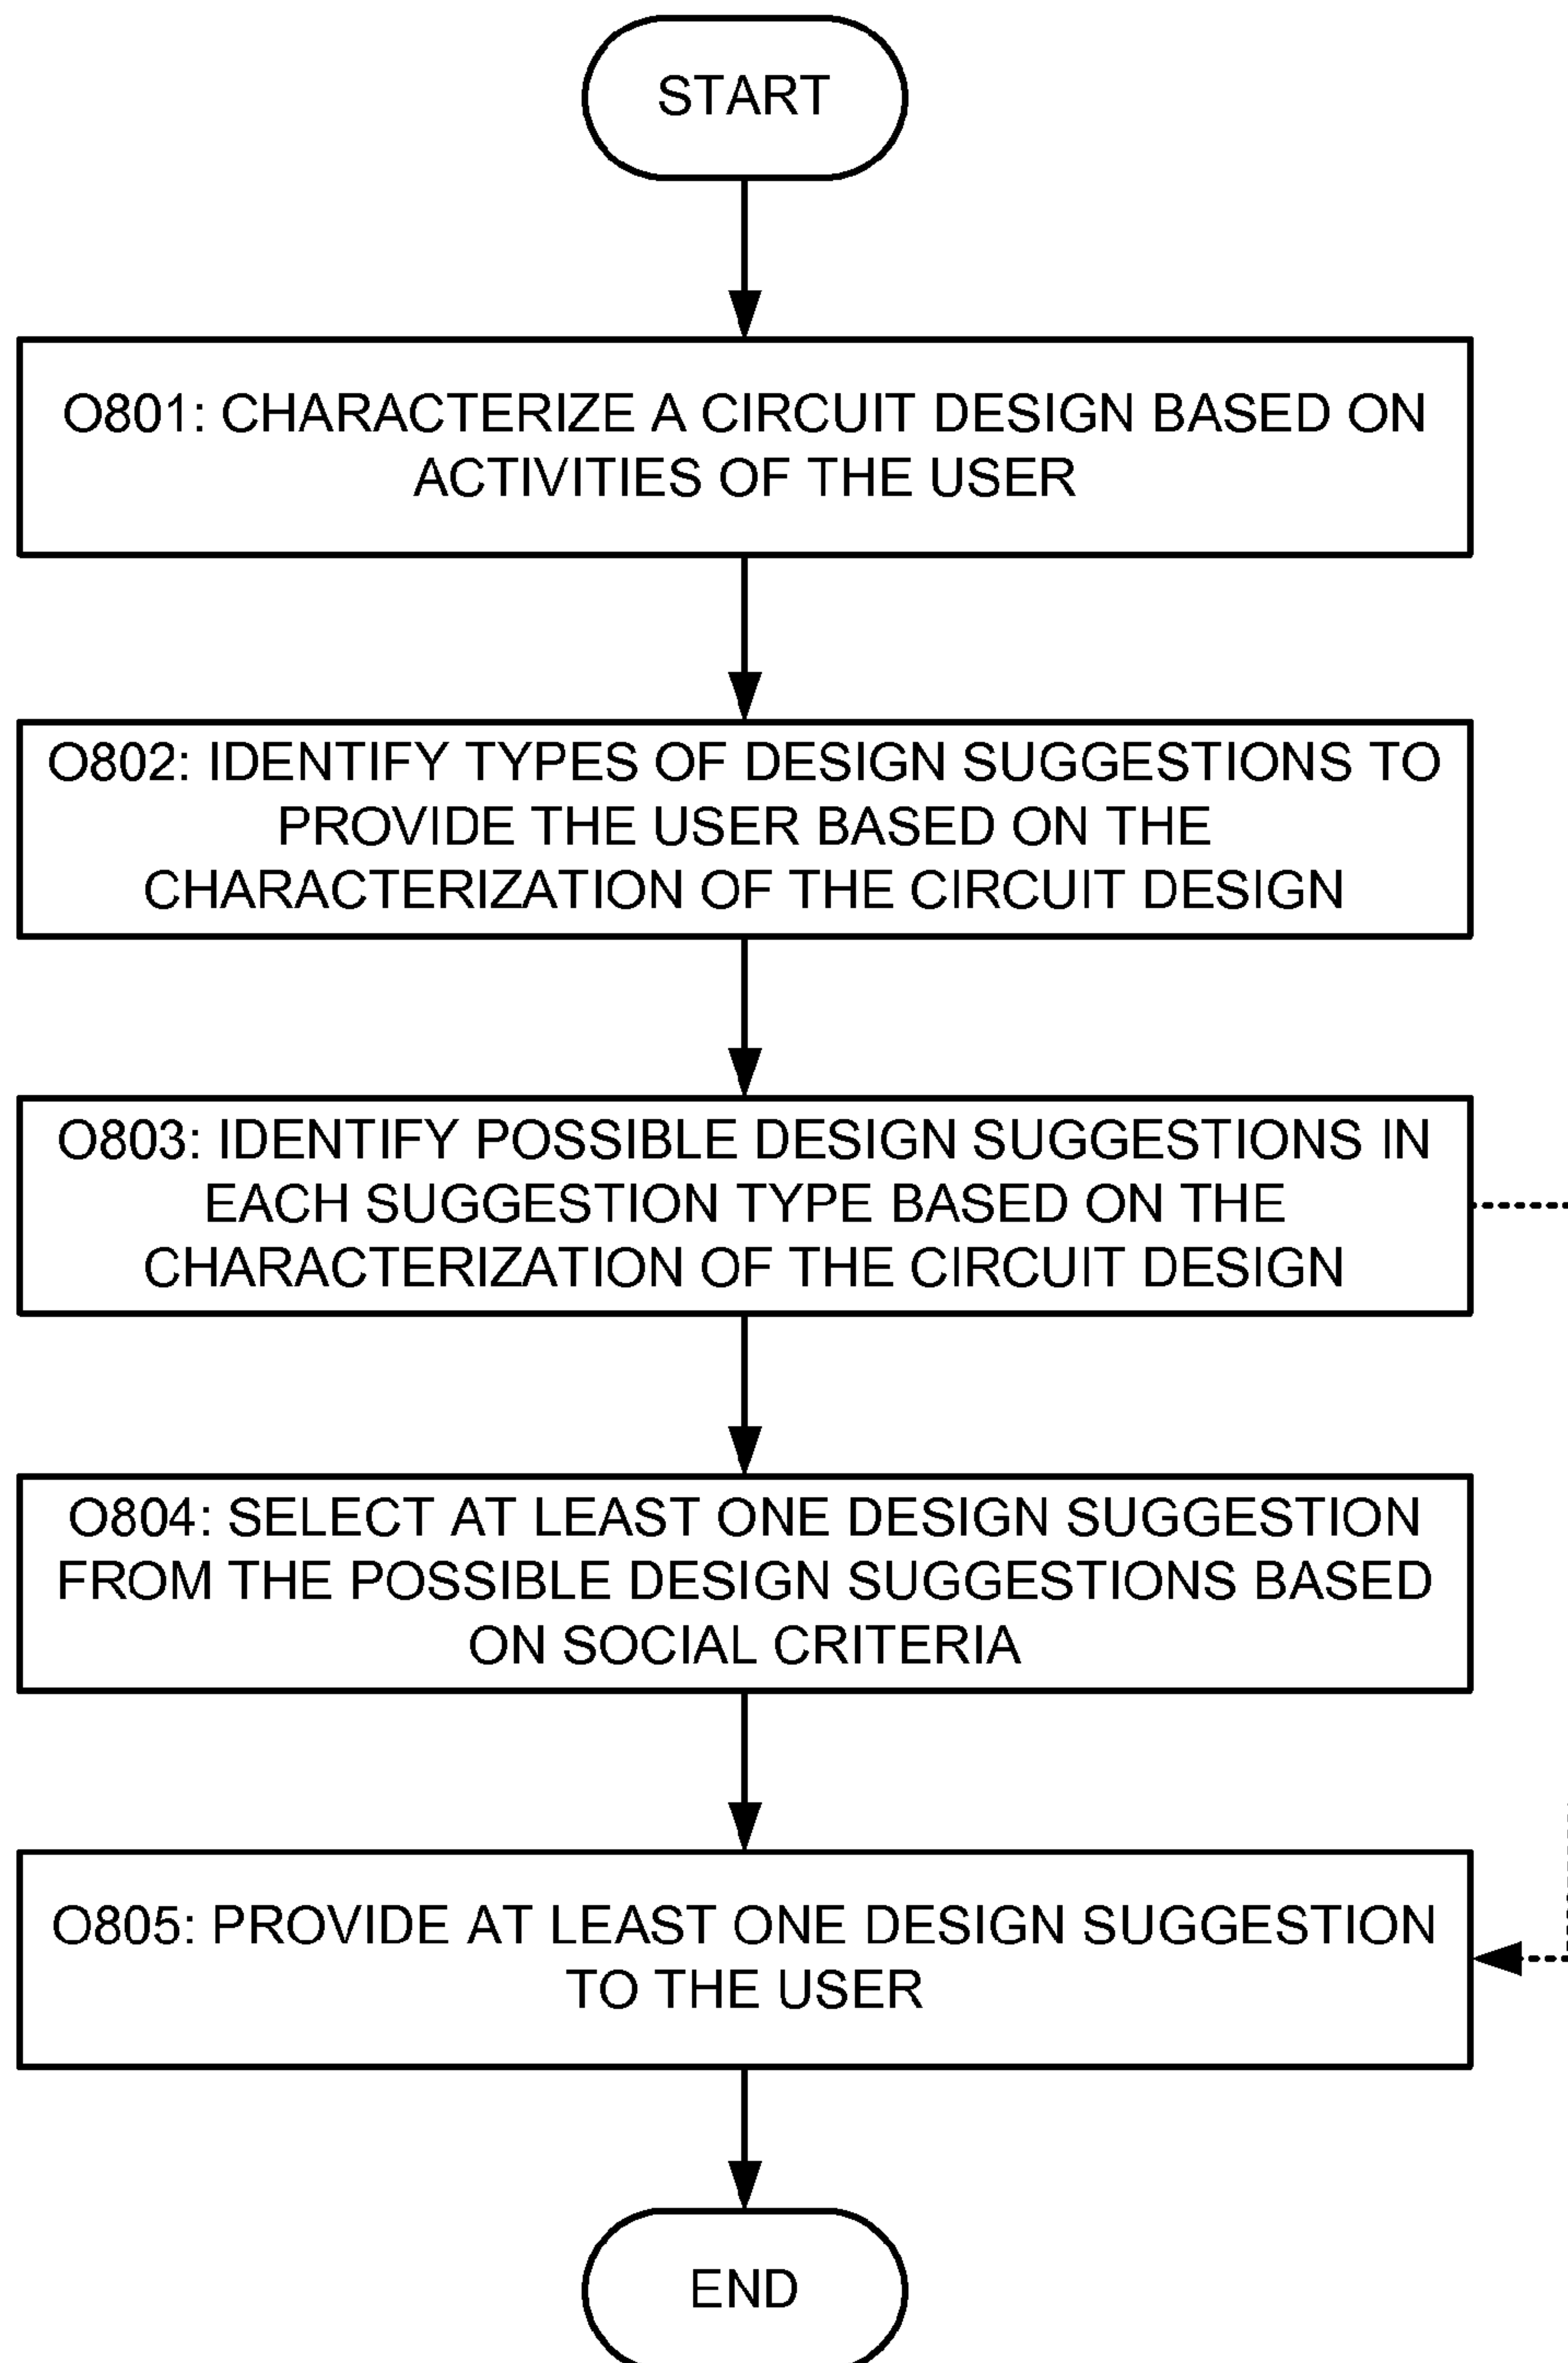 START
O801: CHARACTERIZE A CIRCUIT DESIGN BASED ON
ACTIVITIES OF THE USER
O802: IDENTIFY TYPES OF DESIGN SUGGESTIONS TO
PROVIDE THE USER BASED ON THE
CHARACTERIZATION OF THE CIRCUIT DESIGN
O803: IDENTIFY POSSIBLE DESIGN SUGGESTIONS IN
EACH SUGGESTION TYPE BASED ON THE
CHARACTERIZATION OF THE CIRCUIT DESIGN
O804: SELECT AT LEAST ONE DESIGN SUGGESTION
FROM THE POSSIBLE DESIGN SUGGESTIONS BASED
ON SOCIAL CRITERIA
O805: PROVIDE AT LEAST ONE DESIGN SUGGESTION
TO THE USER
END